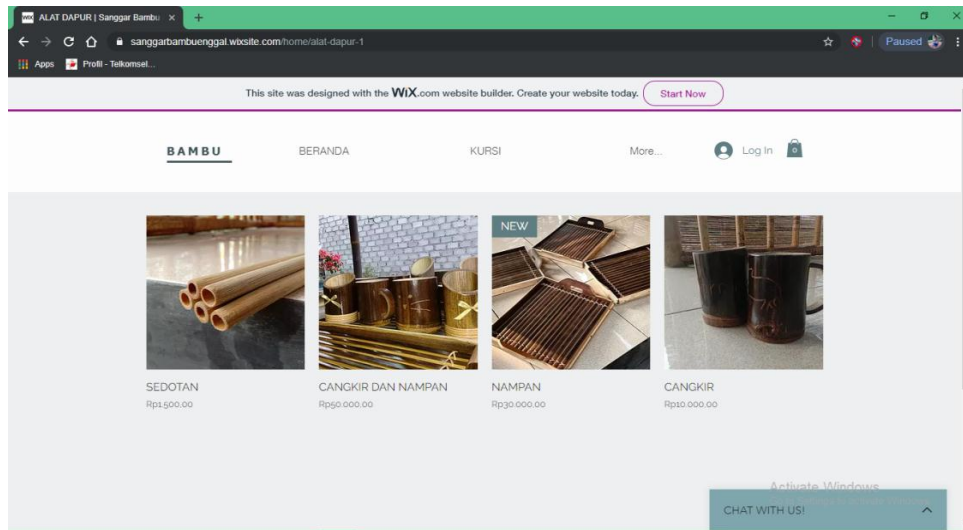 ALAT DAPUR | Sanggar Bambu
sanggarbambuenggal.wixsite.com/home/alat-dapur-1
Paused
Apps
Profil - Telkomsel...
This site was designed with the WiX.com website builder. Create your website today.
Start Now
BAMBU
BERANDA
KURSI
More...
Log In
0
NEW
SEDOTAN
CANGKIR DAN NAMPAN
NAMPAN
CANGKIR
Rp1.500.00
Rp50.000.00
Rp30.000.00
Rp10.000.00
Activate Windows
CHAT WITH US!